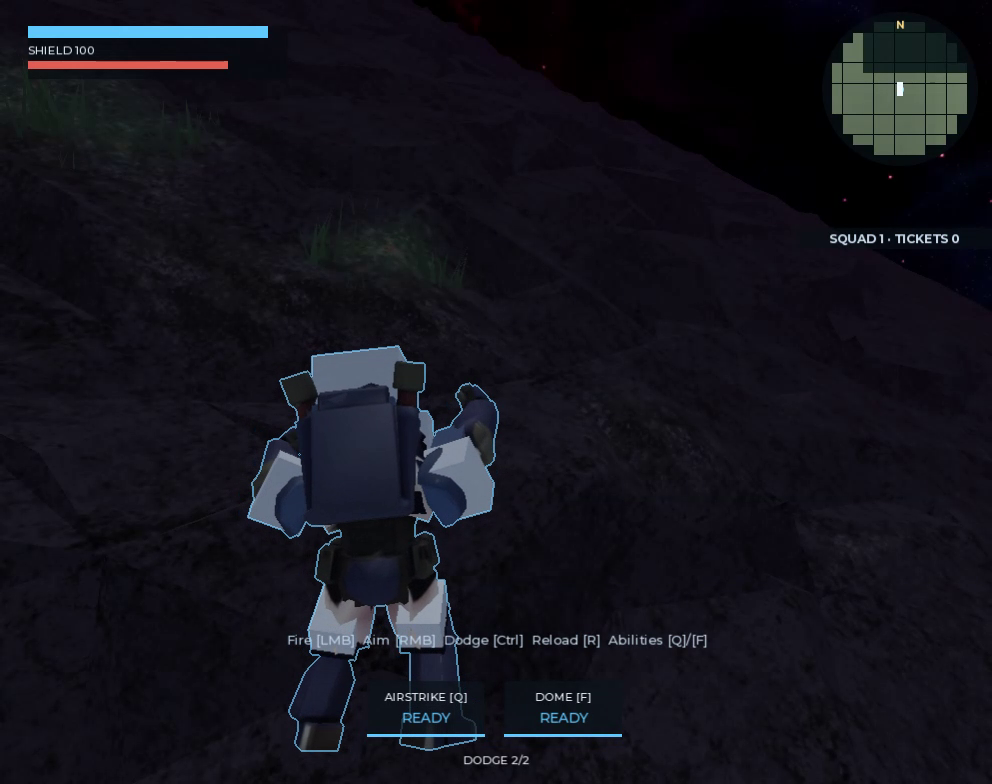 SHIELD 100
N
SQUAD 1 · TICKETS 0
Fire [LMB]  Aim [RMB]  Dodge [Ctrl]  Reload [R]  Abilities [Q]/[F]
AIRSTRIKE [Q]
READY
DOME [F]
READY
DODGE 2/2